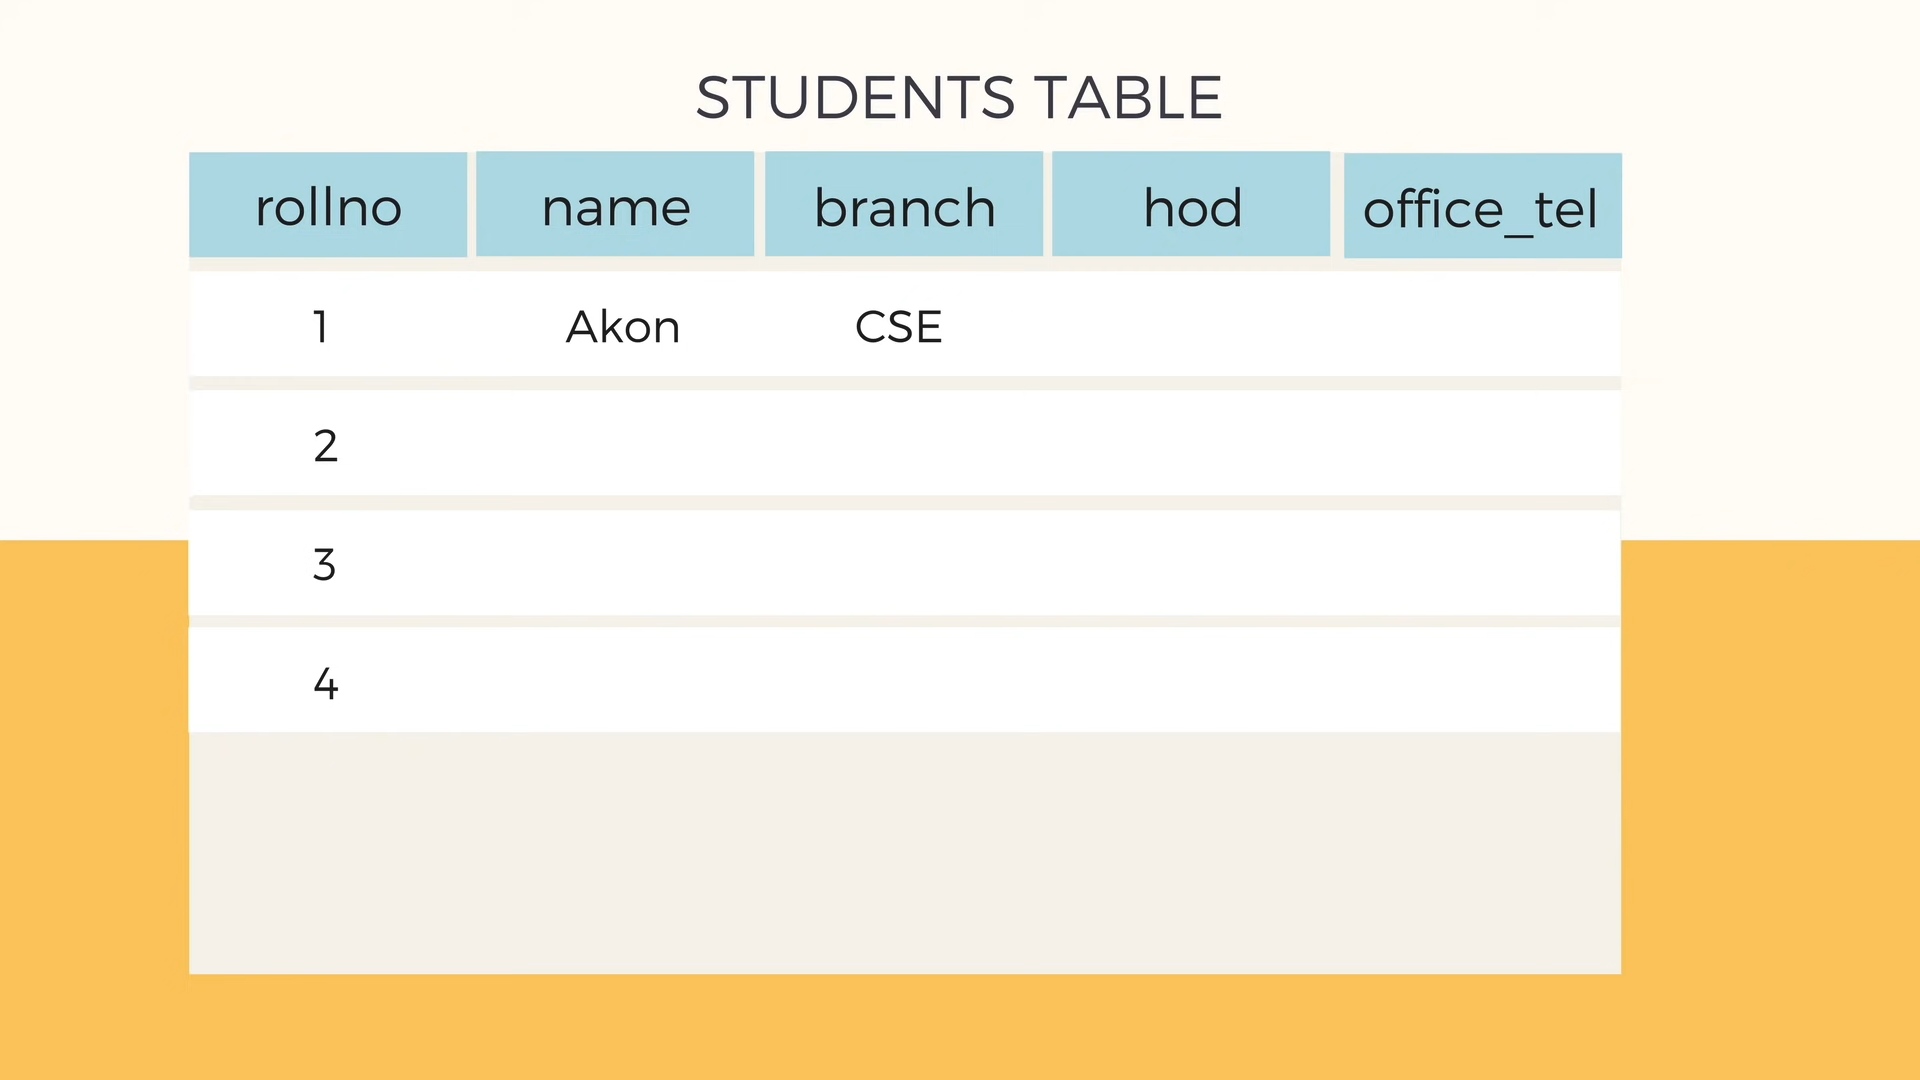 STUDENTS TABLE
rollno name branch hod office_tel
1 Akon CSE
2
3
4